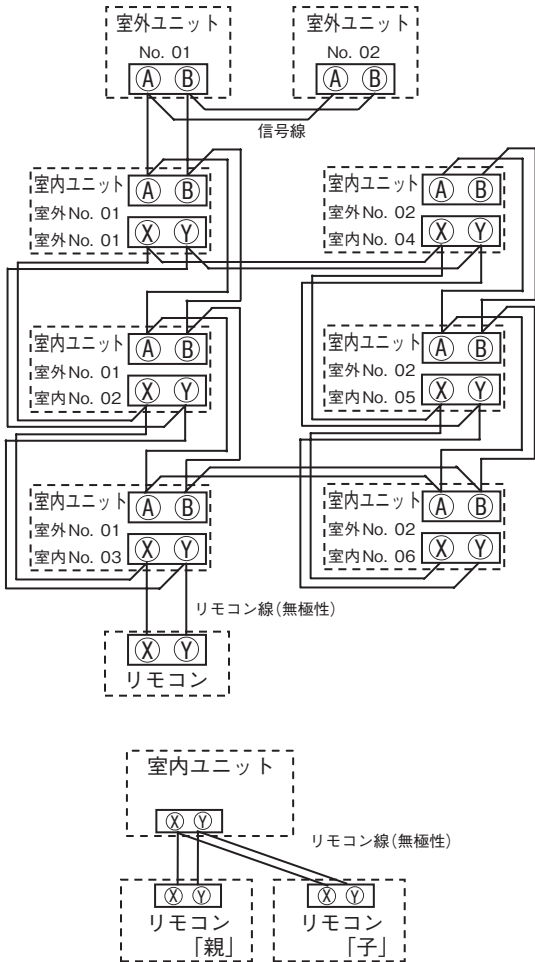 室外ユニット
No. 01
A B
室外ユニット
No. 02
A B
信号線
室内ユニット
A B
室外No. 01
室外No. 01
X Y
室内ユニット
A B
室外No. 02
室内No. 04
X Y
室内ユニット
A B
室外No. 01
室内No. 02
X Y
室内ユニット
A B
室外No. 02
室内No. 05
X Y
室内ユニット
A B
室外No. 01
室内No. 03
X Y
室内ユニット
A B
室外No. 02
室内No. 06
X Y
リモコン線(無極性)
X Y
リモコン
室内ユニット
X Y
リモコン線(無極性)
X Y
リモコン
「親」
X Y
リモコン
「子」